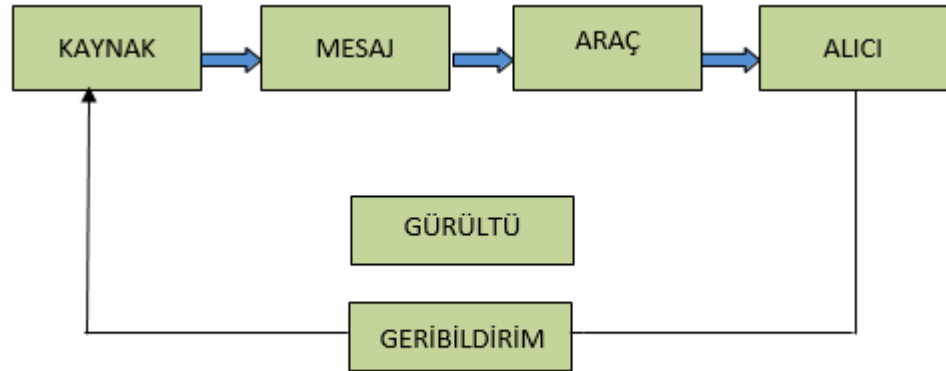 KAYNAK
MESAJ
ARAÇ
ALICI
GÜRÜLTÜ
GERİBİLDİRİM